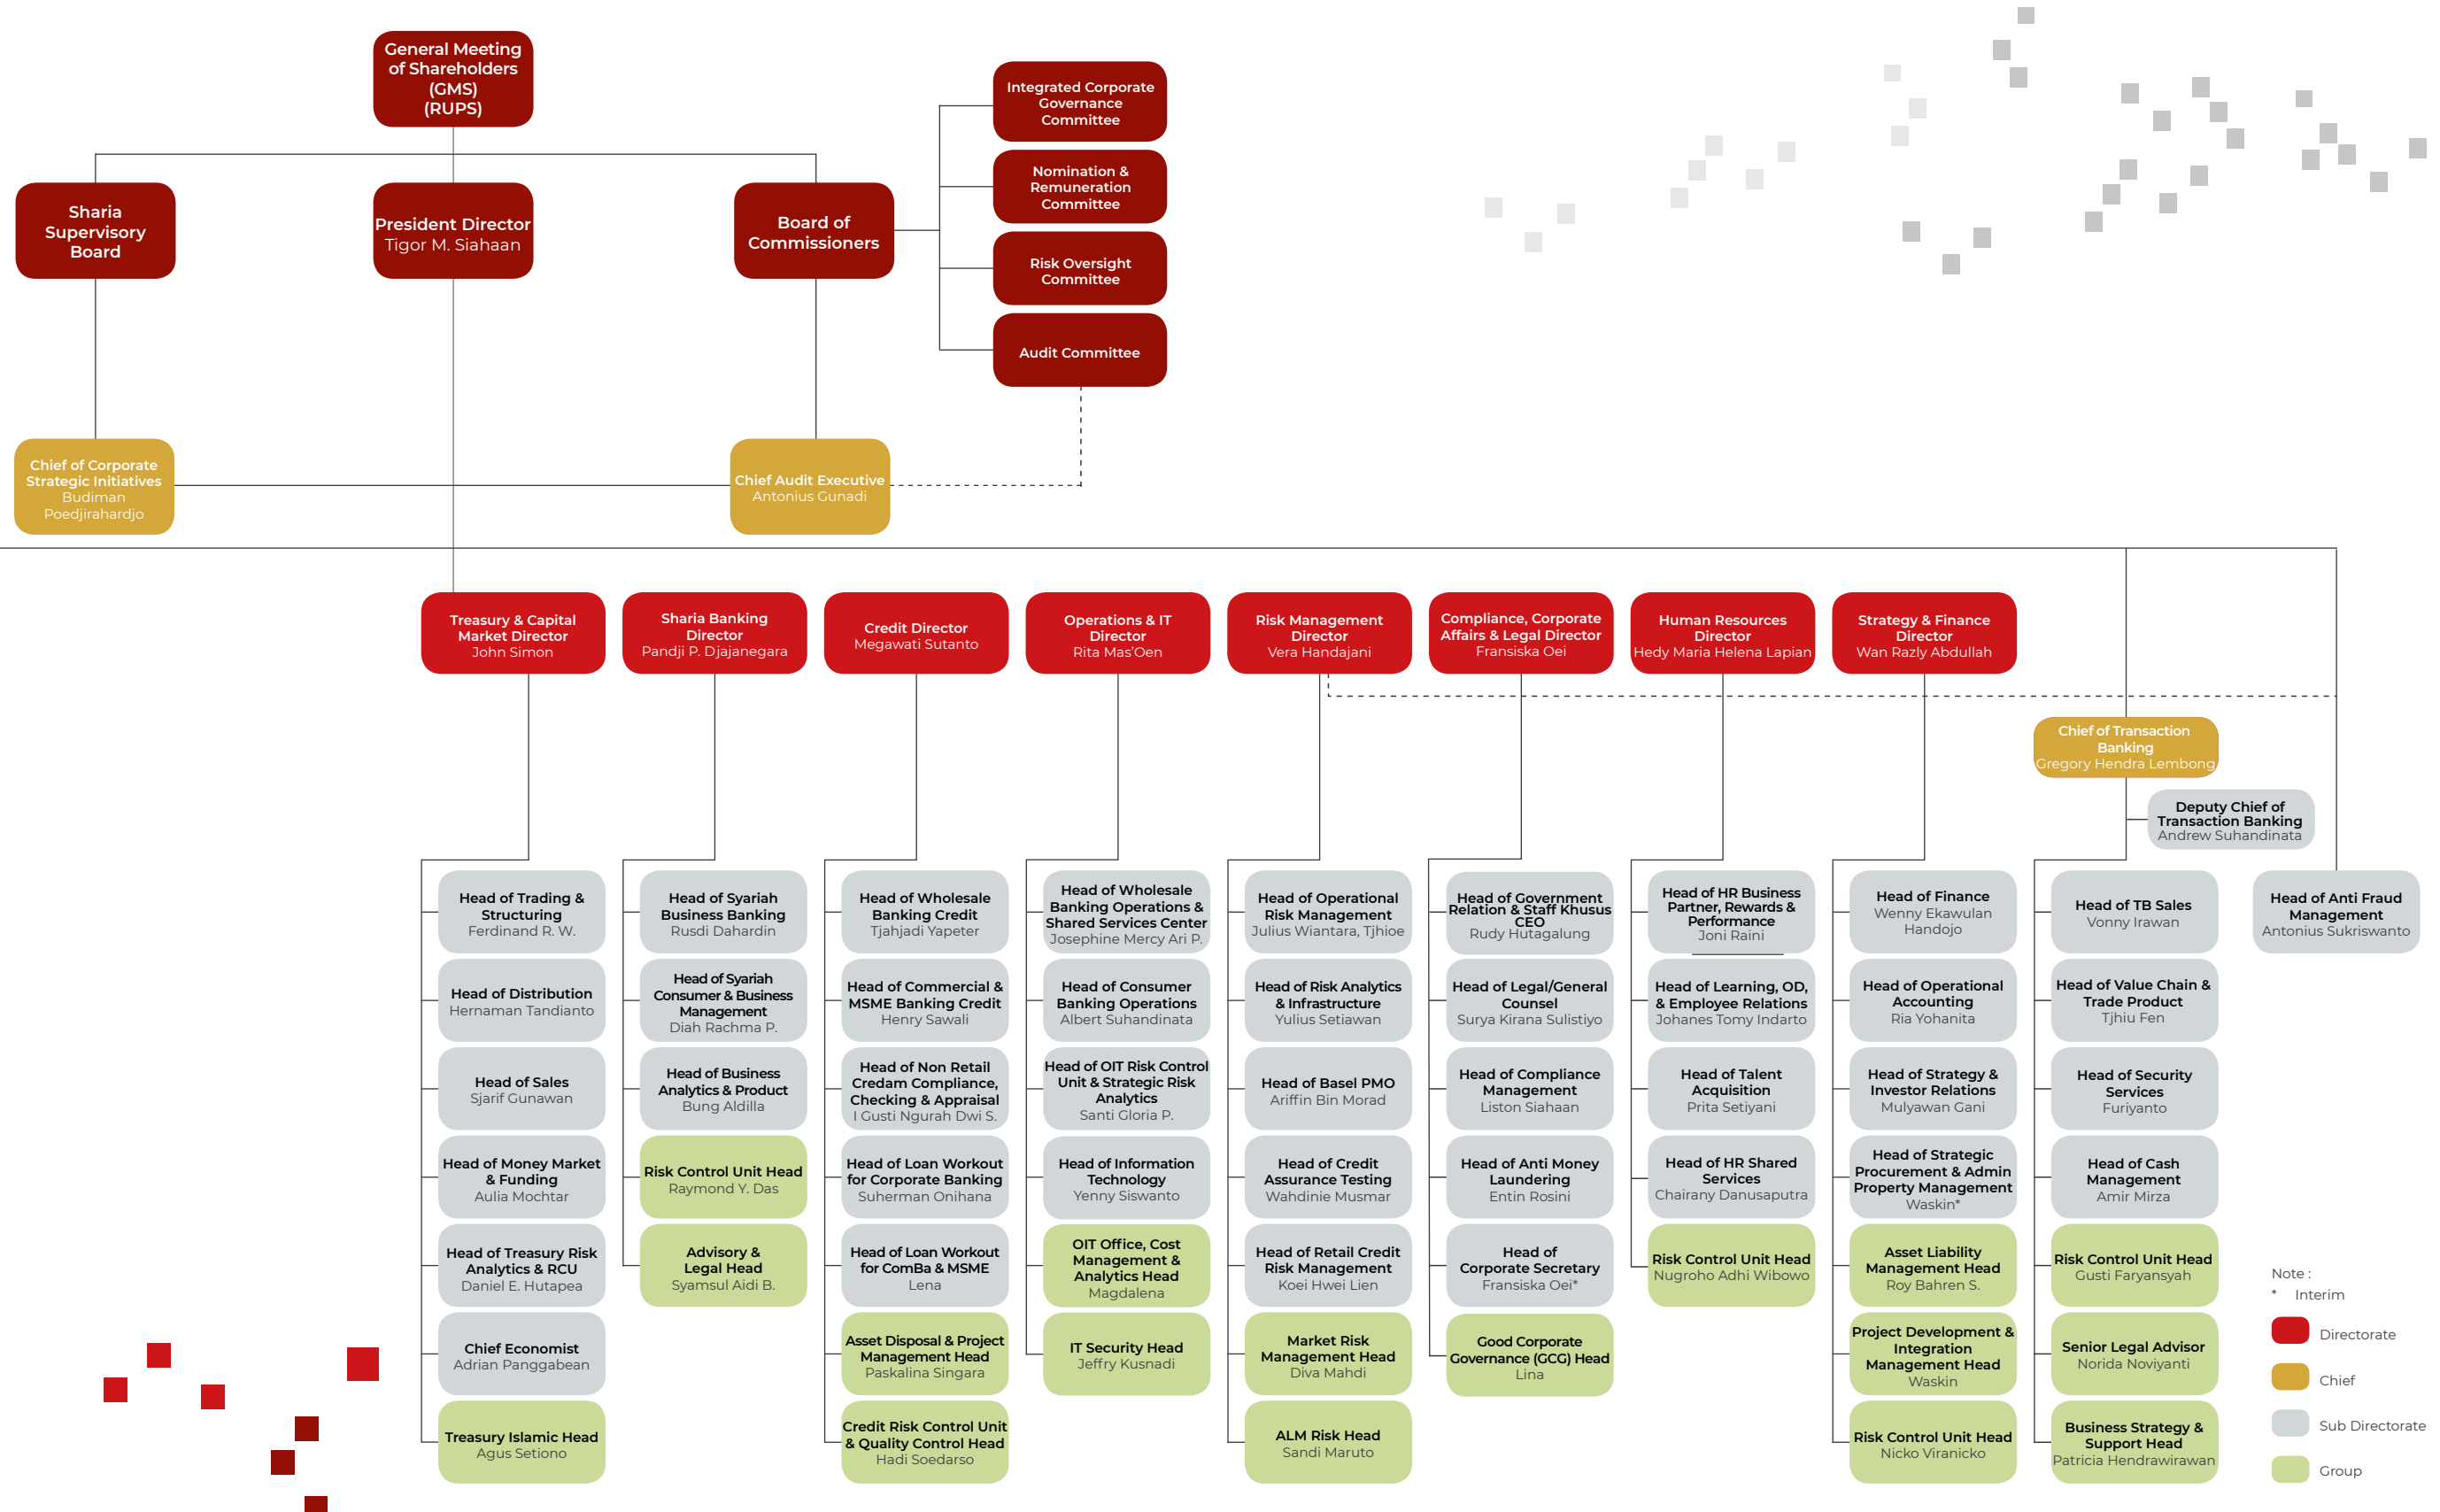 General Meeting
of Shareholders
(GMS)
(RUPS)
Integrated Corporate
Governance
Committee
Nomination &
Remuneration
Committee
Risk Oversight
Committee
Audit Committee
Sharia
Supervisory
Board
President Director
Tigor M. Siahaan
Board of
Commissioners
Chief of Corporate
Strategic Initiatives
Budiman
Poedjirahardjo
Chief Audit Executive
Antonius Gunadi
Treasury & Capital
Market Director
John Simon
Sharia Banking
Director
Pandji P. Djajanegara
Credit Director
Megawati Sutanto
Operations & IT
Director
Rita Mas’Oen
Risk Management
Director
Vera Handajani
Compliance, Corporate
Affairs & Legal Director
Fransiska Oei
Human Resources
Director
Hedy Maria Helena Lapian
Strategy & Finance
Director
Wan Razly Abdullah
Chief of Transaction
Banking
Gregory Hendra Lembong
Deputy Chief of
Transaction Banking
Andrew Suhandinata
Head of Trading &
Structuring
Ferdinand R. W.
Head of Distribution
Hernaman Tandianto
Head of Sales
Sjarif Gunawan
Head of Money Market
& Funding
Aulia Mochtar
Head of Treasury Risk
Analytics & RCU
Daniel E. Hutapea
Chief Economist
Adrian Panggabean
Treasury Islamic Head
Agus Setiono
Head of Syariah
Business Banking
Rusdi Dahardin
Head of Syariah
Consumer & Business
Management
Diah Rachma P.
Head of Business
Analytics & Product
Bung Aldilla
Risk Control Unit Head
Raymond Y. Das
Advisory &
Legal Head
Syamsul Aidi B.
Head of Wholesale
Banking Credit
Tjahjadi Yapeter
Head of Commercial &
MSME Banking Credit
Henry Sawali
Head of Non Retail
Credam Compliance,
Checking & Appraisal
I Gusti Ngurah Dwi S.
Head of Loan Workout
for Corporate Banking
Suherman Onihana
Head of Loan Workout
for ComBa & MSME
Lena
Asset Disposal & Project
Management Head
Paskalina Singara
Credit Risk Control Unit
& Quality Control Head
Hadi Soedarso
Head of Wholesale
Banking Operations &
Shared Services Center
Josephine Mercy Ari P.
Head of Consumer
Banking Operations
Albert Suhandinata
Head of OIT Risk Control
Unit & Strategic Risk
Analytics
Santi Gloria P.
Head of Information
Technology
Yenny Siswanto
OIT Office, Cost
Management &
Analytics Head
Magdalena
IT Security Head
Jeffry Kusnadi
Head of Operational
Risk Management
Julius Wiantara, Tjhioe
Head of Risk Analytics
& Infrastructure
Yulius Setiawan
Head of Basel PMO
Ariffin Bin Morad
Head of Credit
Assurance Testing
Wahdinie Musmar
Head of Retail Credit
Risk Management
Koei Hwei Lien
Market Risk
Management Head
Diva Mahdi
ALM Risk Head
Sandi Maruto
Head of Government
Relation & Staff Khusus
CEO
Rudy Hutagalung
Head of Legal/General
Counsel
Surya Kirana Sulistiyo
Head of Compliance
Management
Liston Siahaan
Head of Anti Money
Laundering
Entin Rosini
Head of
Corporate Secretary
Fransiska Oei*
Good Corporate
Governance (GCG) Head
Lina
Head of HR Business
Partner, Rewards &
Performance
Joni Raini
Head of Learning, OD,
& Employee Relations
Johanes Tomy Indarto
Head of Talent
Acquisition
Prita Setiyani
Head of HR Shared
Services
Chairany Danusaputra
Risk Control Unit Head
Nugroho Adhi Wibowo
Head of Finance
Wenny Ekawulan
Handojo
Head of Operational
Accounting
Ria Yohanita
Head of Strategy &
Investor Relations
Mulyawan Gani
Head of Strategic
Procurement & Admin
Property Management
Waskin*
Asset Liability
Management Head
Roy Bahren S.
Project Development &
Integration
Management Head
Waskin
Risk Control Unit Head
Nicko Viranicko
Head of TB Sales
Vonny Irawan
Head of Value Chain &
Trade Product
Tjhiu Fen
Head of Security
Services
Furiyanto
Head of Cash
Management
Amir Mirza
Risk Control Unit Head
Gusti Faryansyah
Senior Legal Advisor
Norida Noviyanti
Business Strategy &
Support Head
Patricia Hendrawirawan
Head of Anti Fraud
Management
Antonius Sukriswanto
Note :
* Interim
Directorate
Chief
Sub Directorate
Group